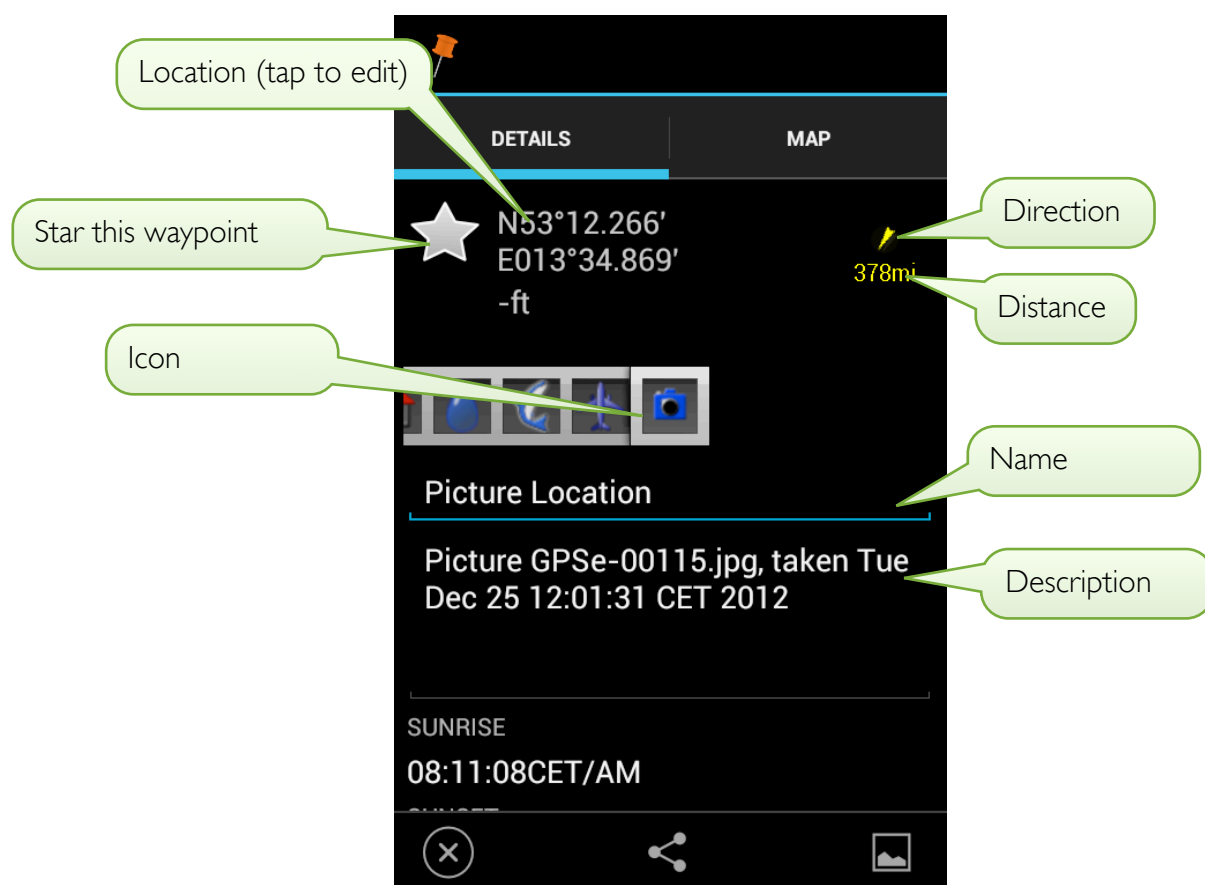 Location (tap to edit)
DETAILS
MAP
Star this waypoint
N53°12.266'
E013°34.869'
-ft
Direction
378mi
Distance
Icon
Name
Picture Location
Picture GPSe-00115.jpg, taken Tue
Dec 25 12:01:31 CET 2012
Description
SUNRISE
08:11:08CET/AM